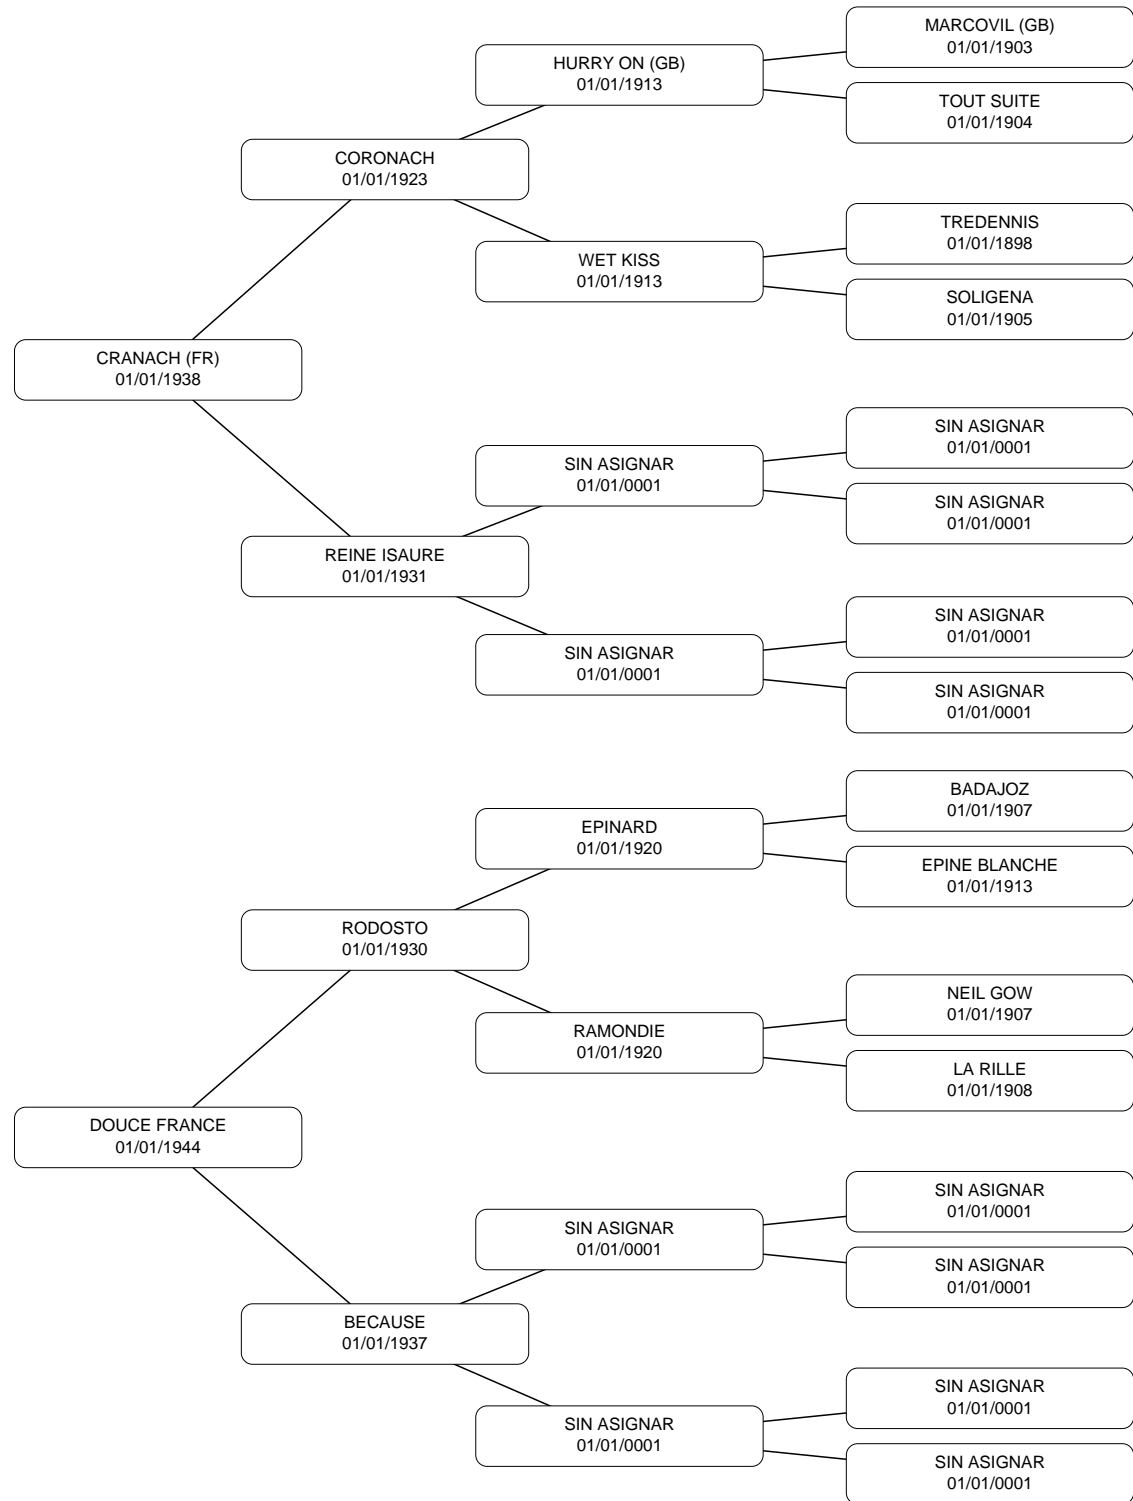 MARCOVIL (GB)
01/01/1903
HURRY ON (GB)
01/01/1913
TOUT SUITE
01/01/1904
CORONACH
01/01/1923
TREDENNIS
01/01/1898
WET KISS
01/01/1913
SOLIGENA
01/01/1905
CRANACH (FR)
01/01/1938
SIN ASIGNAR
01/01/0001
SIN ASIGNAR
01/01/0001
SIN ASIGNAR
01/01/0001
REINE ISAURE
01/01/1931
SIN ASIGNAR
01/01/0001
SIN ASIGNAR
01/01/0001
SIN ASIGNAR
01/01/0001
BADAJOZ
01/01/1907
EPINARD
01/01/1920
EPINE BLANCHE
01/01/1913
RODOSTO
01/01/1930
NEIL GOW
01/01/1907
RAMONDIE
01/01/1920
LA RILLE
01/01/1908
DOUCE FRANCE
01/01/1944
SIN ASIGNAR
01/01/0001
SIN ASIGNAR
01/01/0001
SIN ASIGNAR
01/01/0001
BECAUSE
01/01/1937
SIN ASIGNAR
01/01/0001
SIN ASIGNAR
01/01/0001
SIN ASIGNAR
01/01/0001